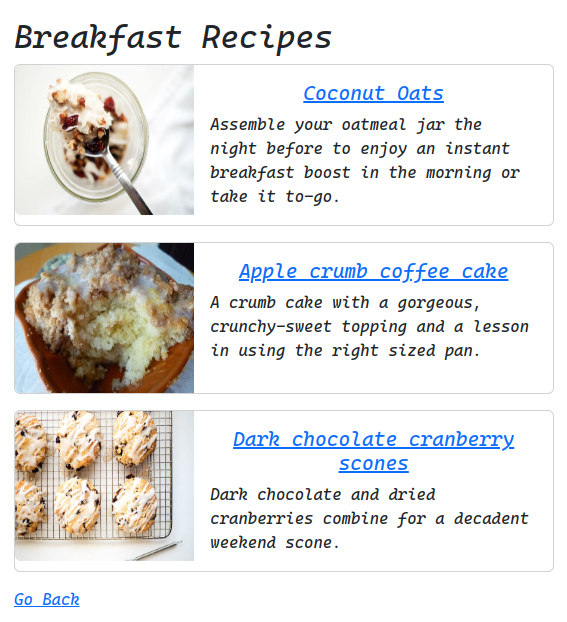 Breakfast Recipes
Coconut Oats
Assemble your oatmeal jar the
night before to enjoy an instant
breakfast boost in the morning or
take it to-go.
Apple crumb coffee cake
A crumb cake with a gorgeous,
crunchy-sweet topping and a lesson
in using the right sized pan.
Dark chocolate cranberry
scones
Dark chocolate and dried
cranberries combine for a decadent
weekend scone.
Go Back